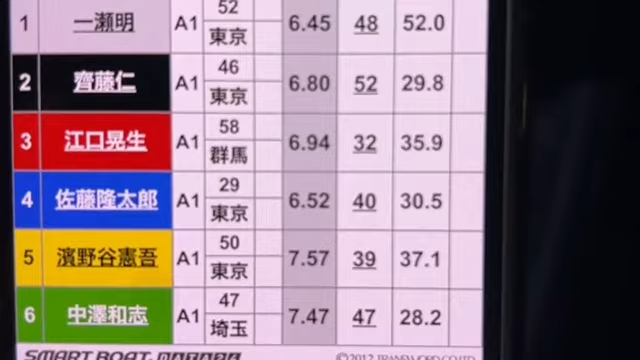 1 一瀬明 A1 52 東京 6.45 48 52.0
2 齊藤仁 A1 46 東京 6.80 52 29.8
3 江口晃生 A1 58 群馬 6.94 32 35.9
4 佐藤隆太郎 A1 29 東京 6.52 40 30.5
5 濱野谷憲吾 A1 50 東京 7.57 39 37.1
6 中澤和志 A1 47 埼玉 7.47 47 28.2
SMART BOAT